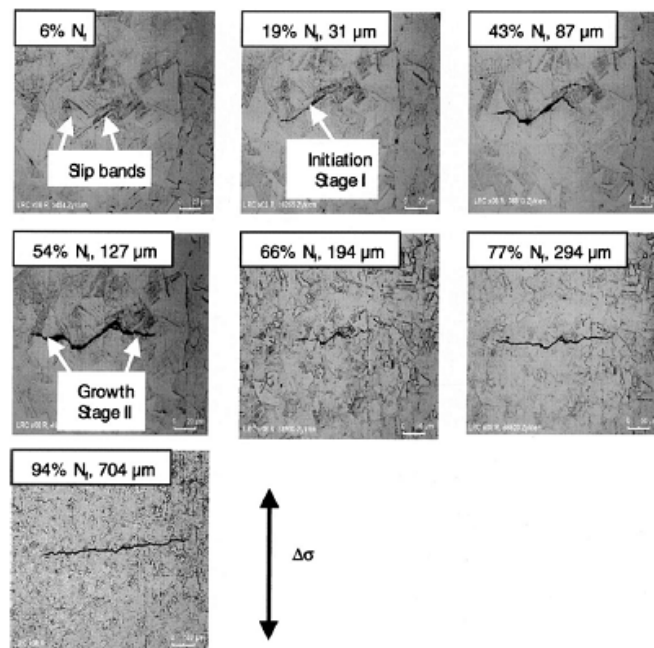 6% Nf
19% Nf, 31 µm
43% Nf, 87 µm
Slip bands
Initiation
Stage I
54% Nf, 127 µm
66% Nf, 194 µm
77% Nf, 294 µm
Growth
Stage II
94% Nf, 704 µm
Δσ